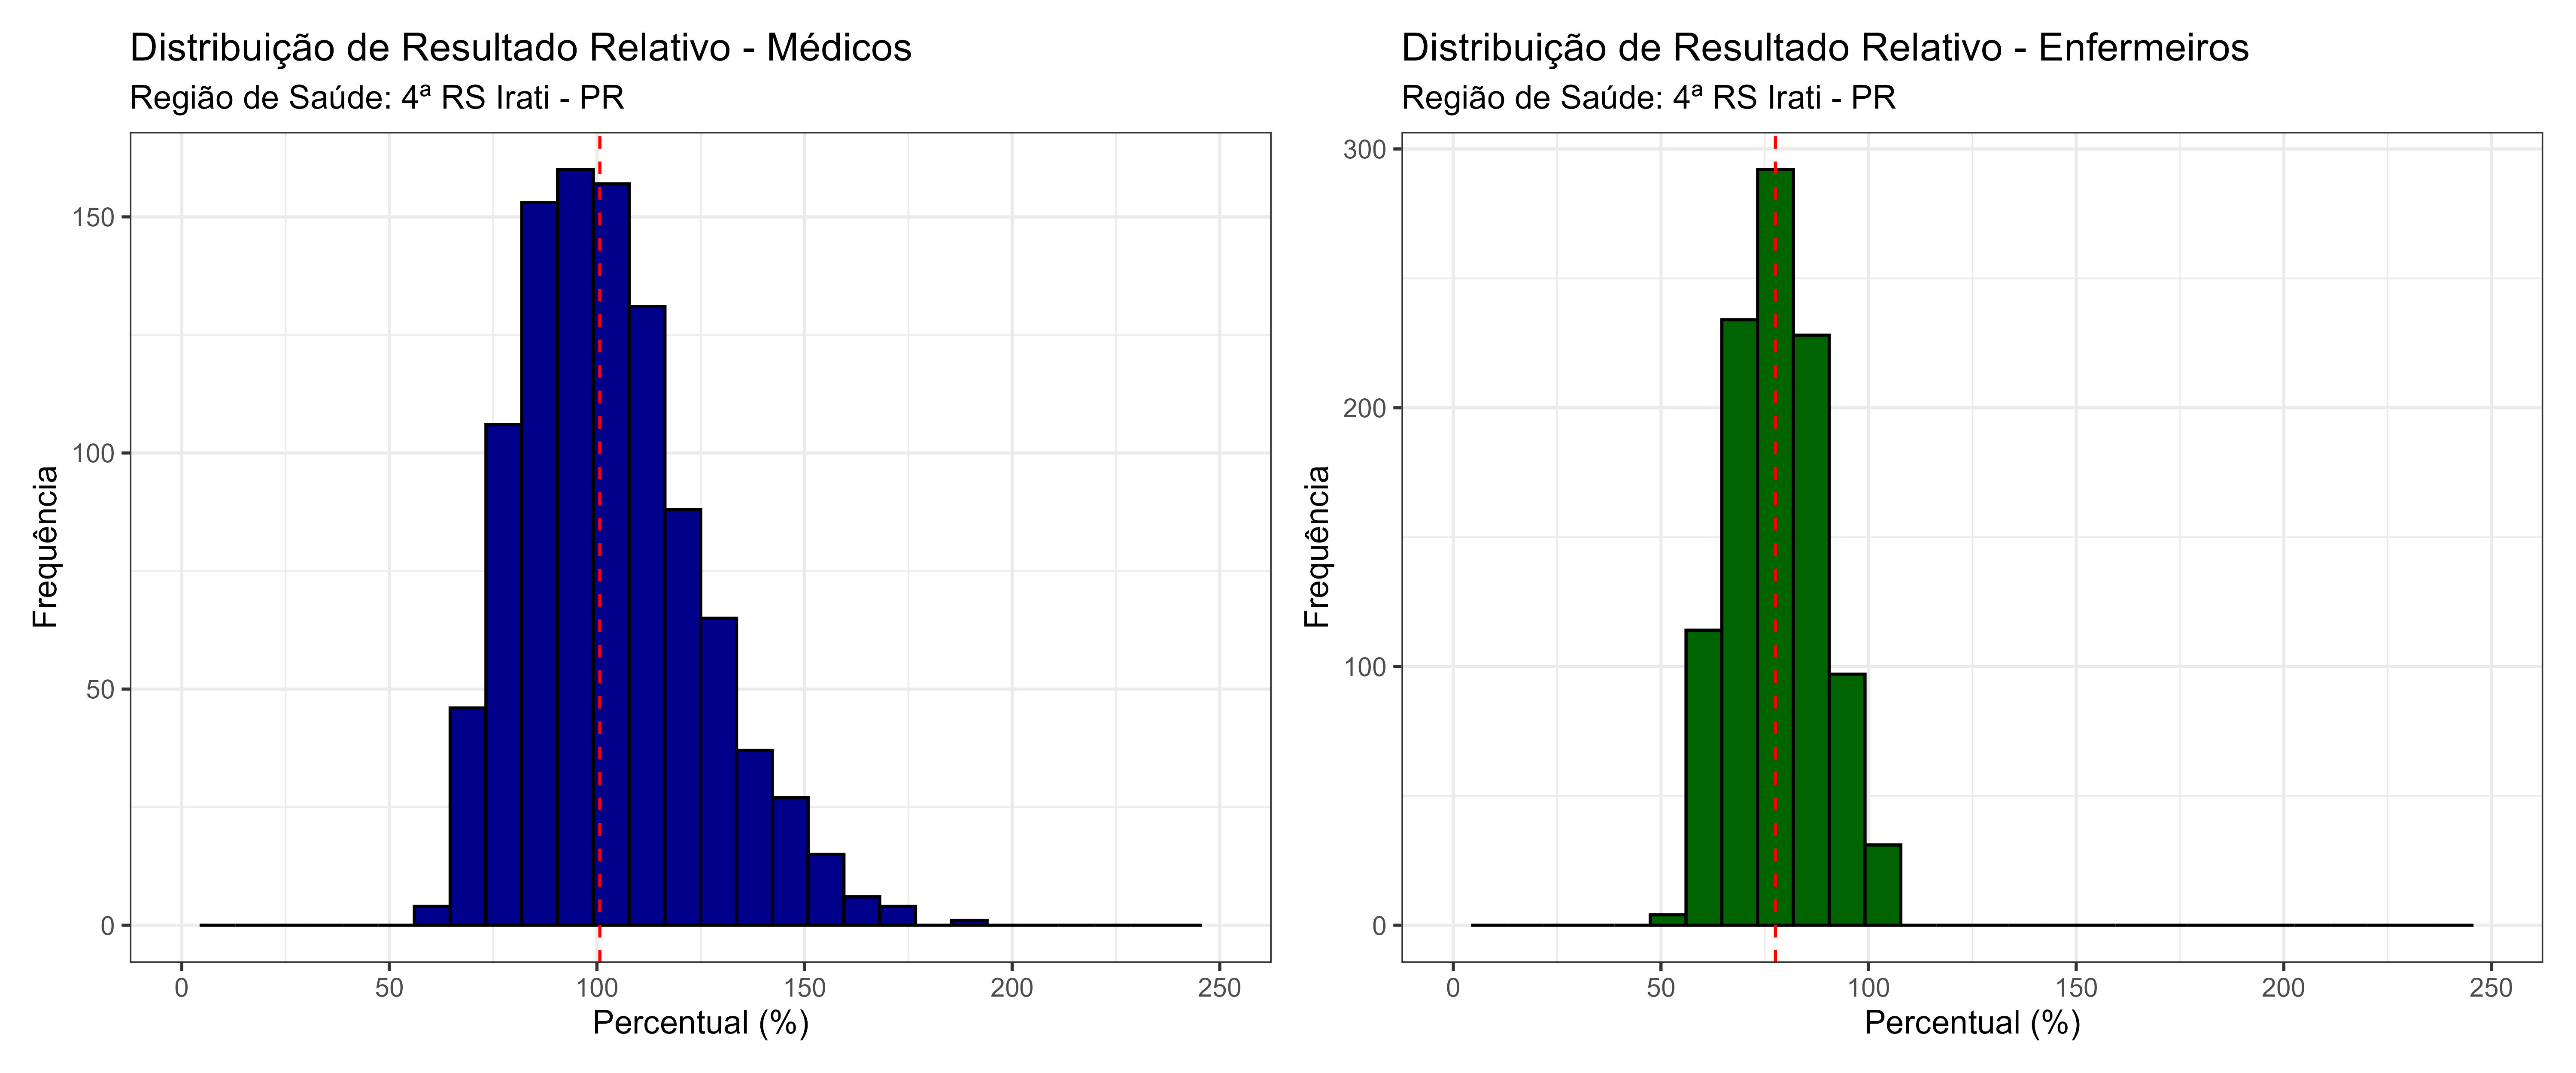 Distribuição de Resultado Relativo - Médicos
Região de Saúde: 4ª RS Irati - PR
Frequência
150
100
50
0
0 50 100 150 200 250
Percentual (%)
Distribuição de Resultado Relativo - Enfermeiros
Região de Saúde: 4ª RS Irati - PR
Frequência
300
200
100
0
0 50 100 150 200 250
Percentual (%)